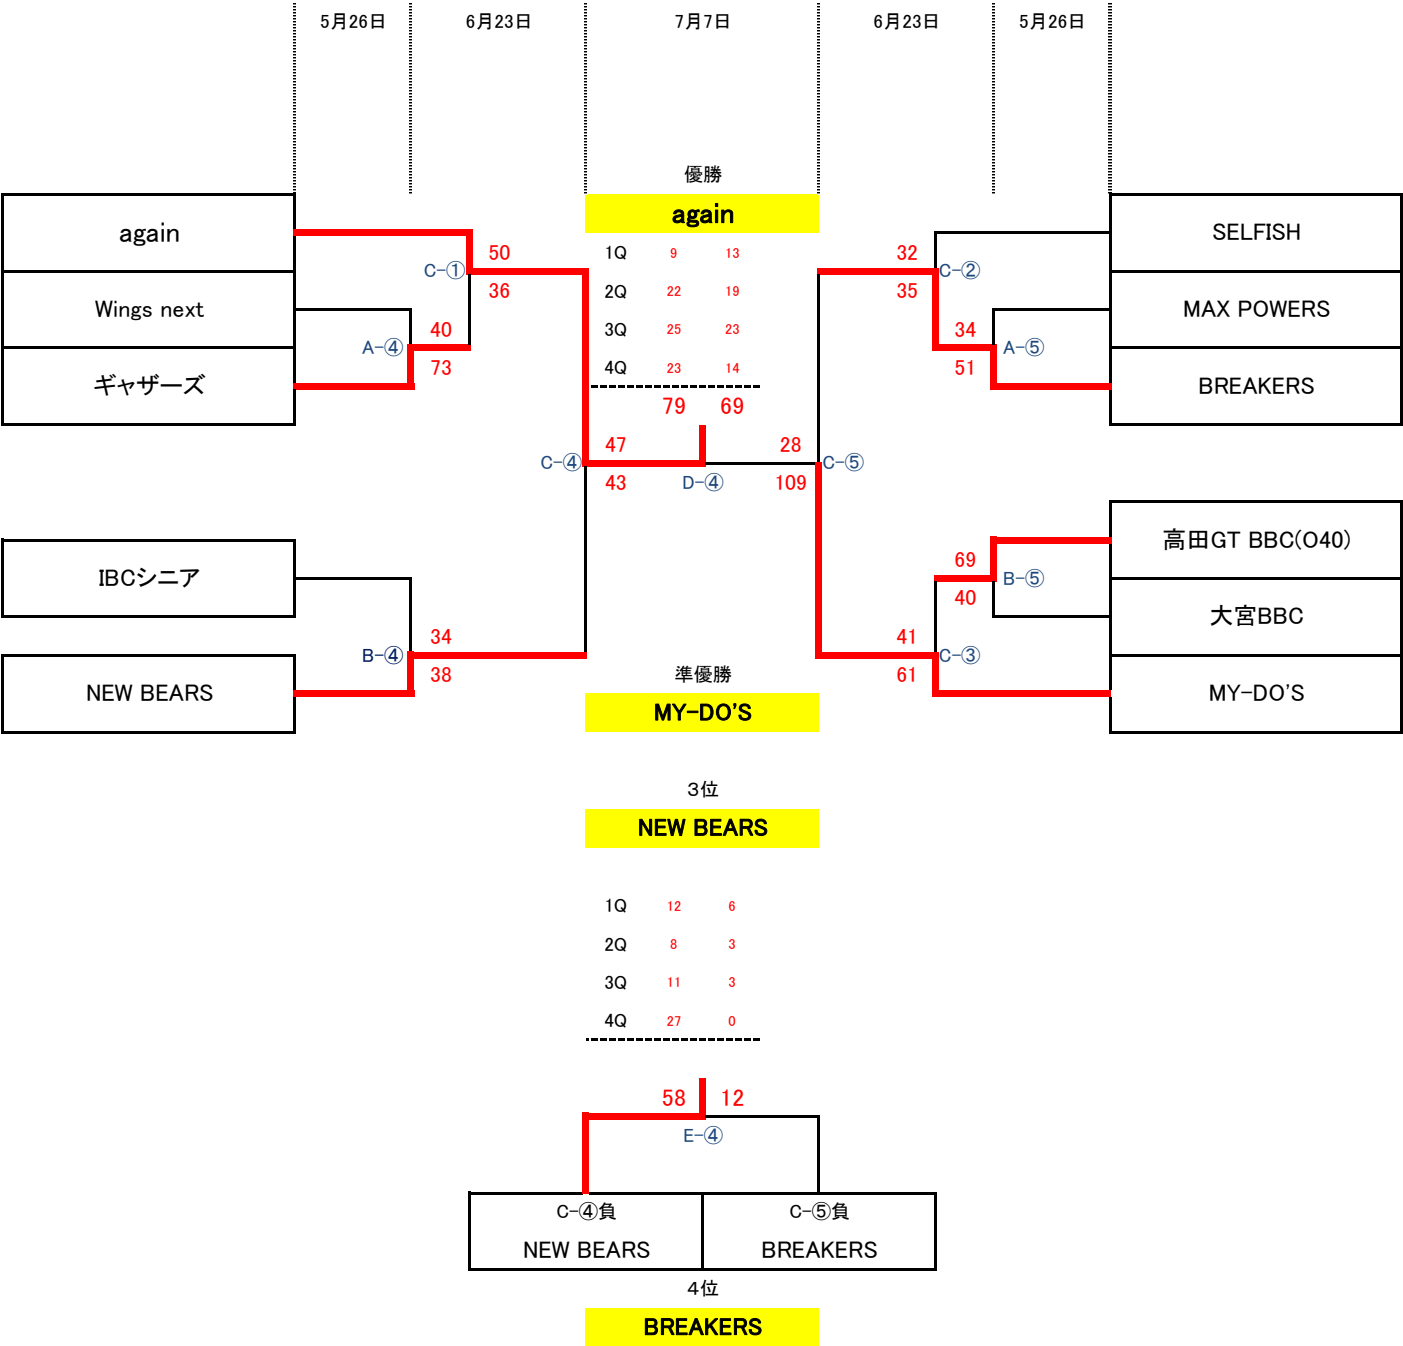 5月26日 6月23日 7月7日 6月23日 5月26日
優勝
again
again
SELFISH
1Q 9 13
50
32
C-①
C-②
36
2Q 22 19
35
Wings next
MAX POWERS
40
3Q 25 23
34
A-④
A-⑤
73
4Q 23 14
51
ギャザーズ
BREAKERS
79 69
47
28
C-④
C-⑤
43
D-④
109
高田GT BBC(O40)
69
IBCシニア
B-⑤
40
大宮BBC
34
41
B-④
C-③
38
準優勝
61
NEW BEARS
MY-DO'S
MY-DO'S
3位
NEW BEARS
1Q 12 6
2Q 8 3
3Q 11 3
4Q 27 0
58 12
E-④
C-④負 C-⑤負
NEW BEARS BREAKERS
4位
BREAKERS